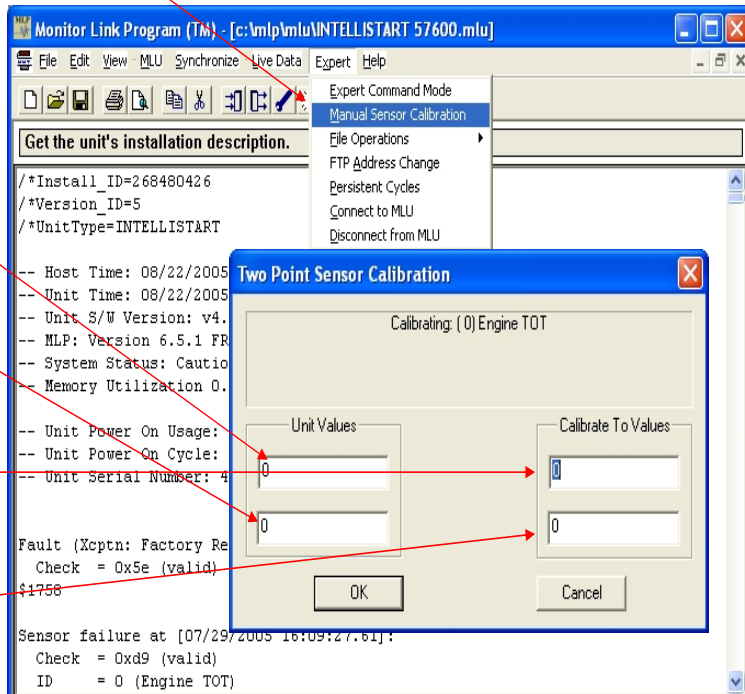 Monitor Link Program (TM) - [c:\mlp\mlu\INTELLISTART 57600.mlu]
File Edit View MLU Synchronize Live Data Expert Help
Expert Command Mode
Manual Sensor Calibration
File Operations
FTP Address Change
Persistent Cycles
Connect to MLU
Disconnect from MLU
Get the unit's installation description.
/*Install_ID=268480426
/*Version_ID=5
/*UnitType=INTELLISTART
-- Host Time: 08/22/2005
-- Unit Time: 08/22/2005
-- Unit S/W Version: v4.
-- MLP: Version 6.5.1 FR
-- System Status: Cautio
-- Memory Utilization 0.
-- Unit Power On Usage:
-- Unit Power On Cycle:
-- Unit Serial Number: 4
Fault (Xcptn: Factory Re
Check = 0x5e (valid)
$1758
Sensor failure at [07/29/2005 16:09:27.61]:
Check = 0xd9 (valid)
ID = 0 (Engine TOT)
Two Point Sensor Calibration
Calibrating: ( 0) Engine TOT
Unit Values
Calibrate To Values
0
0
0
0
OK
Cancel